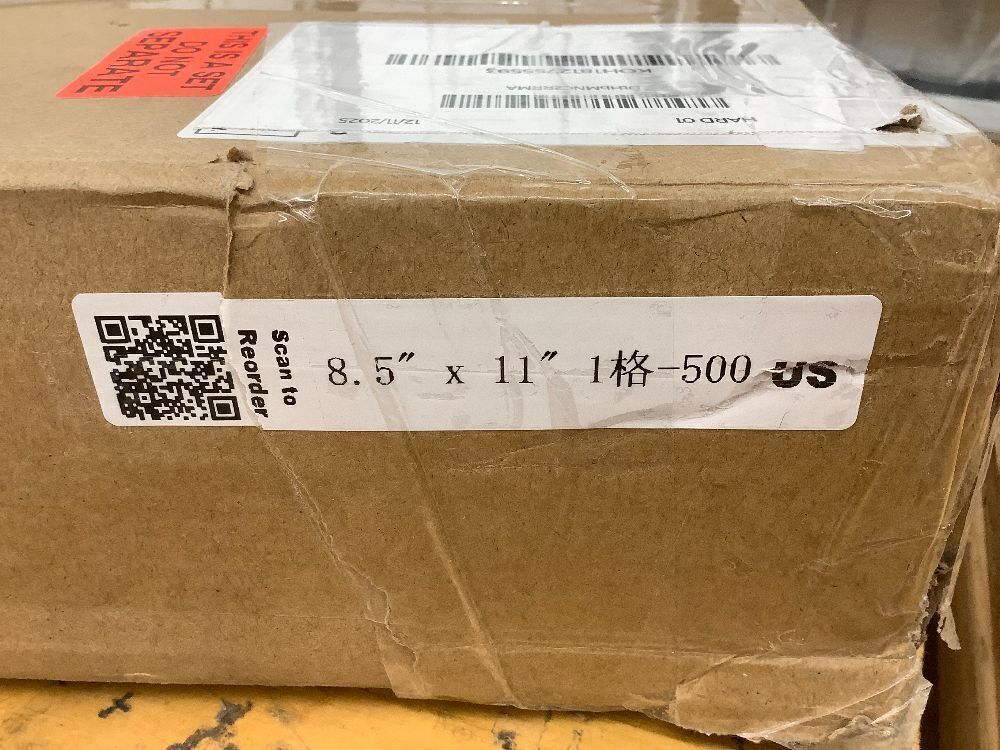 THIS IS A SET
DO NOT
SEPARATE
HARD 01
12/11/2025
Scan to
Reorder
8.5" x 11" 1格-500 US